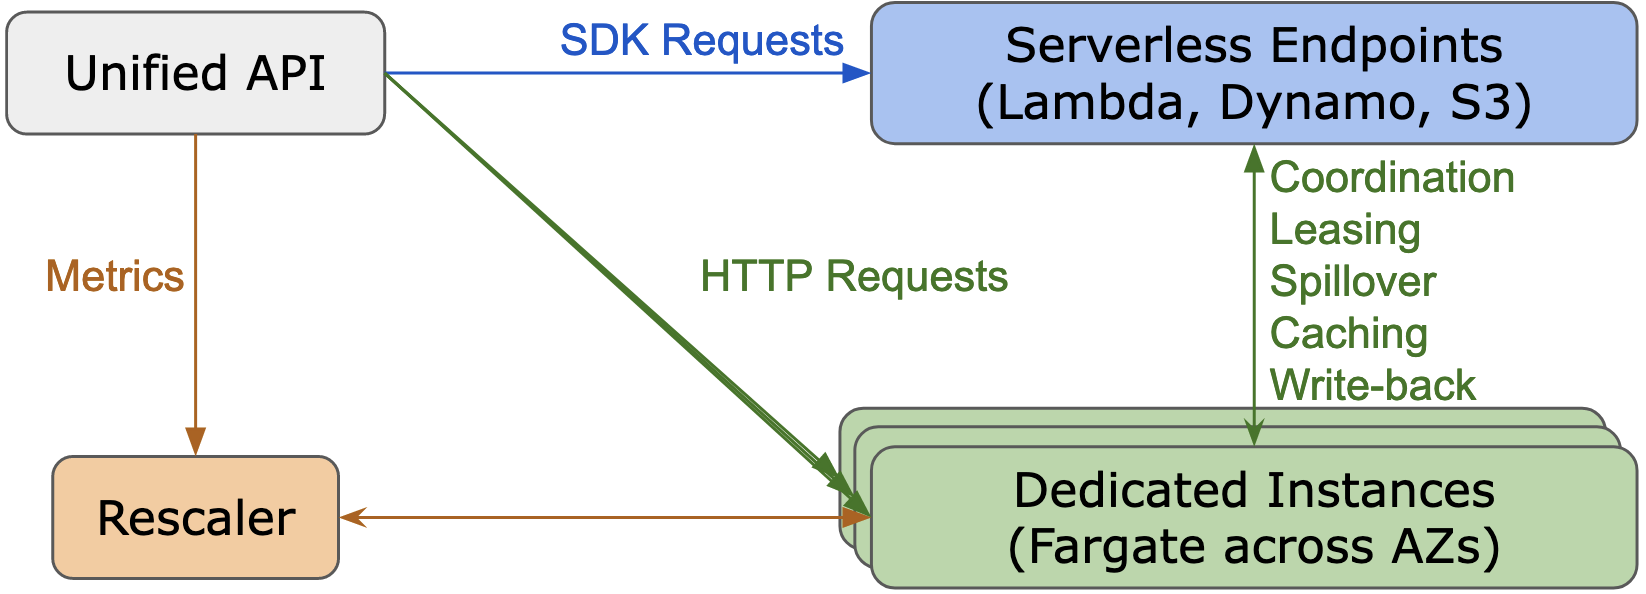 Unified API
SDK Requests
Serverless Endpoints
(Lambda, Dynamo, S3)
Metrics
HTTP Requests
Coordination
Leasing
Spillover
Caching
Write-back
Rescaler
Dedicated Instances
(Fargate across AZs)